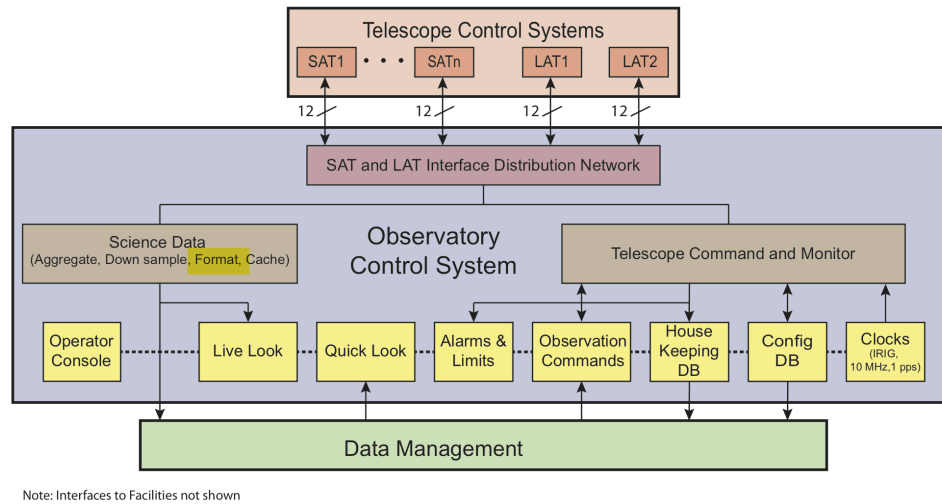 Telescope Control Systems
SAT1 • • • SATn LAT1 LAT2
12 12 12 12
SAT and LAT Interface Distribution Network
Science Data
(Aggregate, Down sample, Format, Cache)
Observatory
Control System
Telescope Command and Monitor
Operator
Console
Live Look
Quick Look
Alarms &
Limits
Observation
Commands
House
Keeping
DB
Config
DB
Clocks
(IRIG,
10 MHz,1 pps)
Data Management
Note: Interfaces to Facilities not shown